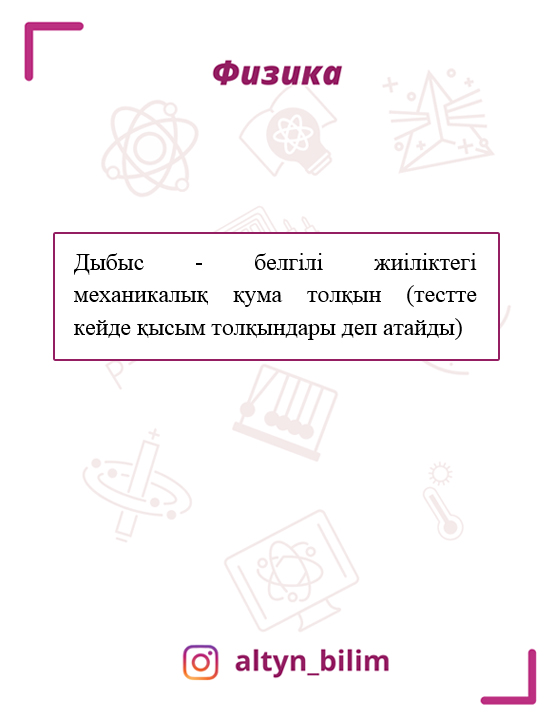 Физика
Дыбыс - белгілі жиіліктегі
механикалық қума толқын (тестте
кейде қысым толқындары деп атайды)
altyn_bilim